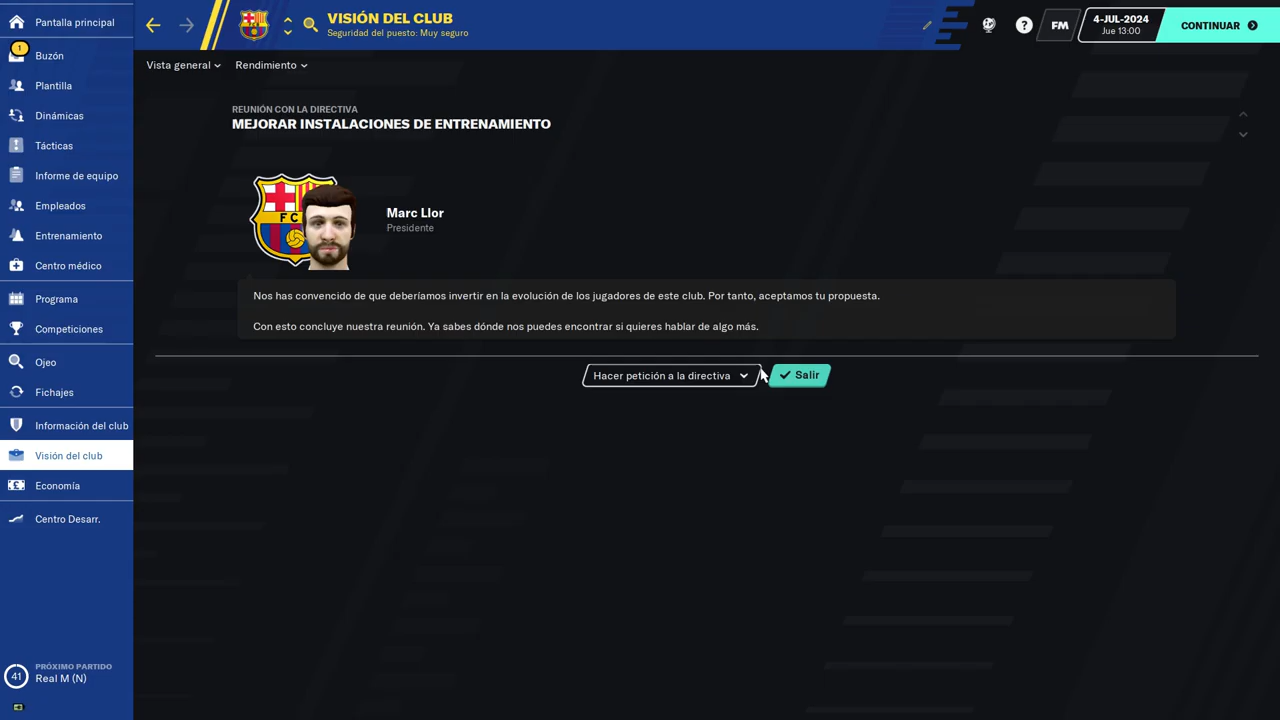 Pantalla principal
1
Buzón
Plantilla
Dinámicas
Tácticas
Informe de equipo
Empleados
Entrenamiento
Centro médico
Programa
Competiciones
Ojeo
Fichajes
Información del club
Visión del club
Economía
Centro Desarr.
41
PRÓXIMO PARTIDO
Real M (N)
VISIÓN DEL CLUB
Seguridad del puesto: Muy seguro
?
FM
4-JUL-2024
Jue 13:00
CONTINUAR
Vista general
Rendimiento
REUNIÓN CON LA DIRECTIVA
MEJORAR INSTALACIONES DE ENTRENAMIENTO
F C
Marc Llor
Presidente
Nos has convencido de que deberíamos invertir en la evolución de los jugadores de este club. Por tanto, aceptamos tu propuesta.
Con esto concluye nuestra reunión. Ya sabes dónde nos puedes encontrar si quieres hablar de algo más.
Hacer petición a la directiva
Salir